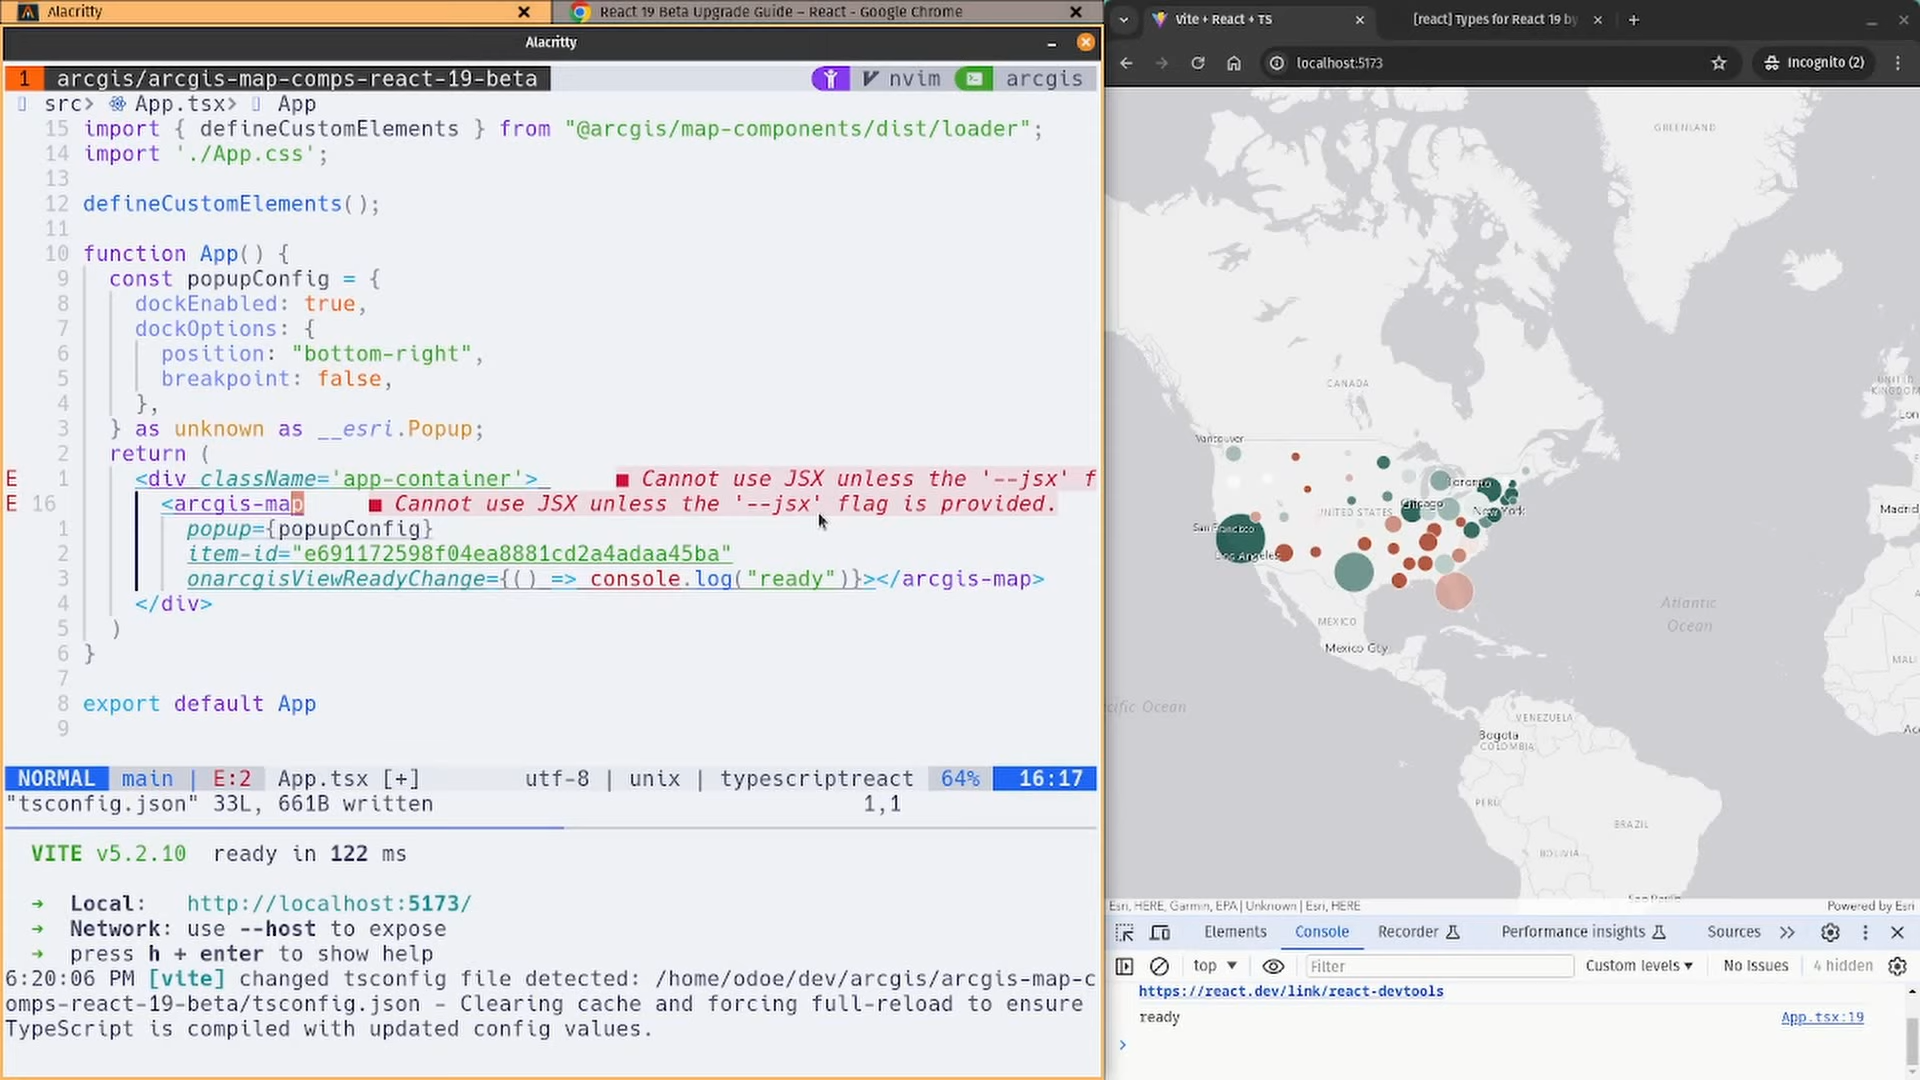 Alacritty
React 19 Beta Upgrade Guide – React - Google Chrome
Alacritty
1 arcgis/arcgis-map-comps-react-19-beta
nvim
arcgis
src> App.tsx> App
15 import { defineCustomElements } from "@arcgis/map-components/dist/loader";
14 import './App.css';
13
12 defineCustomElements();
11
10 function App() {
9 const popupConfig = {
8 dockEnabled: true,
7 dockOptions: {
6 position: "bottom-right",
5 breakpoint: false,
4 },
3 } as unknown as __esri.Popup;
2 return (
E 1 <div className='app-container'> ■ Cannot use JSX unless the '--jsx' f
E 16 <arcgis-map ■ Cannot use JSX unless the '--jsx' flag is provided.
1 popup={popupConfig}
2 item-id="e691172598f04ea8881cd2a4adaa45ba"
3 onarcgisViewReadyChange={() => console.log("ready")}></arcgis-map>
4 </div>
5 )
6 }
7
8 export default App
9
NORMAL main | E:2 App.tsx [+] utf-8 | unix | typescriptreact 64% 16:17
"tsconfig.json" 33L, 661B written 1,1
VITE v5.2.10 ready in 122 ms
➜ Local: http://localhost:5173/
➜ Network: use --host to expose
➜ press h + enter to show help
6:20:06 PM [vite] changed tsconfig file detected: /home/odoe/dev/arcgis/arcgis-map-c
omps-react-19-beta/tsconfig.json - Clearing cache and forcing full-reload to ensure
TypeScript is compiled with updated config values.
Vite + React + TS
[react] Types for React 19 by
localhost:5173
Incognito (2)
GREENLAND
CANADA
Vancouver
UNITED KINGDOM
Lon
Toronto
Chicago
New York
UNITED STATES
San Francisco
Los Angeles
Madrid
MEXICO
Mexico City
Atlantic
Ocean
MALI
cific Ocean
VENEZUELA
Bogota
COLOMBIA
Ac
PERU
BRAZIL
BOLIVIA
Sao Paulo
Esri, HERE, Garmin, EPA | Unknown | Esri, HERE
Powered by Esri
Elements
Console
Recorder
Performance insights
Sources
top
Filter
Custom levels
No Issues
4 hidden
https://react.dev/link/react-devtools
ready
App.tsx:19